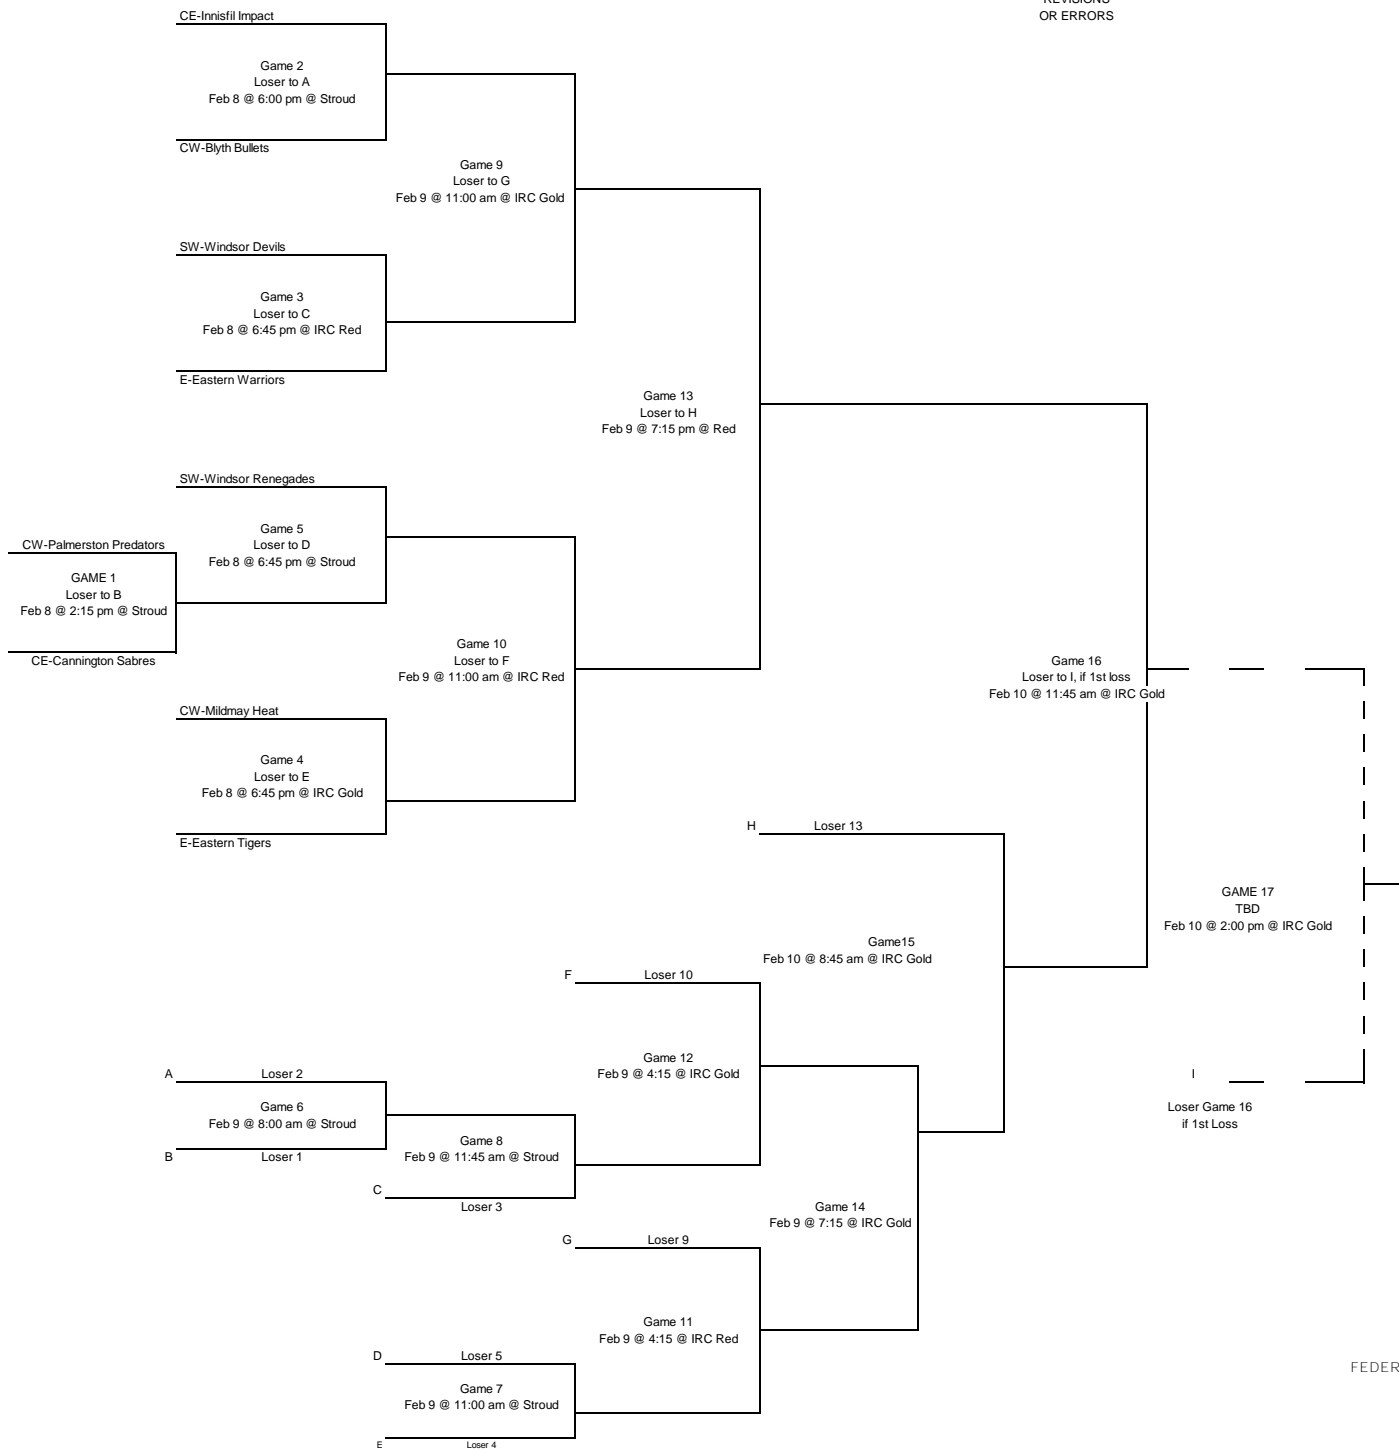 REVISIONS
OR ERRORS
CE-Innisfil Impact
Game 2
Loser to A
Feb 8 @ 6:00 pm @ Stroud
CW-Blyth Bullets
Game 9
Loser to G
Feb 9 @ 11:00 am @ IRC Gold
SW-Windsor Devils
Game 3
Loser to C
Feb 8 @ 6:45 pm @ IRC Red
E-Eastern Warriors
Game 13
Loser to H
Feb 9 @ 7:15 pm @ Red
SW-Windsor Renegades
Game 5
Loser to D
Feb 8 @ 6:45 pm @ Stroud
CW-Palmerston Predators
GAME 1
Loser to B
Feb 8 @ 2:15 pm @ Stroud
CE-Cannington Sabres
Game 10
Loser to F
Feb 9 @ 11:00 am @ IRC Red
Game 16
Loser to I, if 1st loss
Feb 10 @ 11:45 am @ IRC Gold
CW-Mildmay Heat
Game 4
Loser to E
Feb 8 @ 6:45 pm @ IRC Gold
E-Eastern Tigers
H Loser 13
GAME 17
TBD
Feb 10 @ 2:00 pm @ IRC Gold
Game15
Feb 10 @ 8:45 am @ IRC Gold
F Loser 10
Game 12
Feb 9 @ 4:15 @ IRC Gold
A Loser 2
Game 6
Feb 9 @ 8:00 am @ Stroud
B Loser 1
I
Loser Game 16
if 1st Loss
Game 8
Feb 9 @ 11:45 am @ Stroud
C
Loser 3
Game 14
Feb 9 @ 7:15 @ IRC Gold
G Loser 9
Game 11
Feb 9 @ 4:15 @ IRC Red
D Loser 5
Game 7
Feb 9 @ 11:00 am @ Stroud
E Loser 4
FEDER